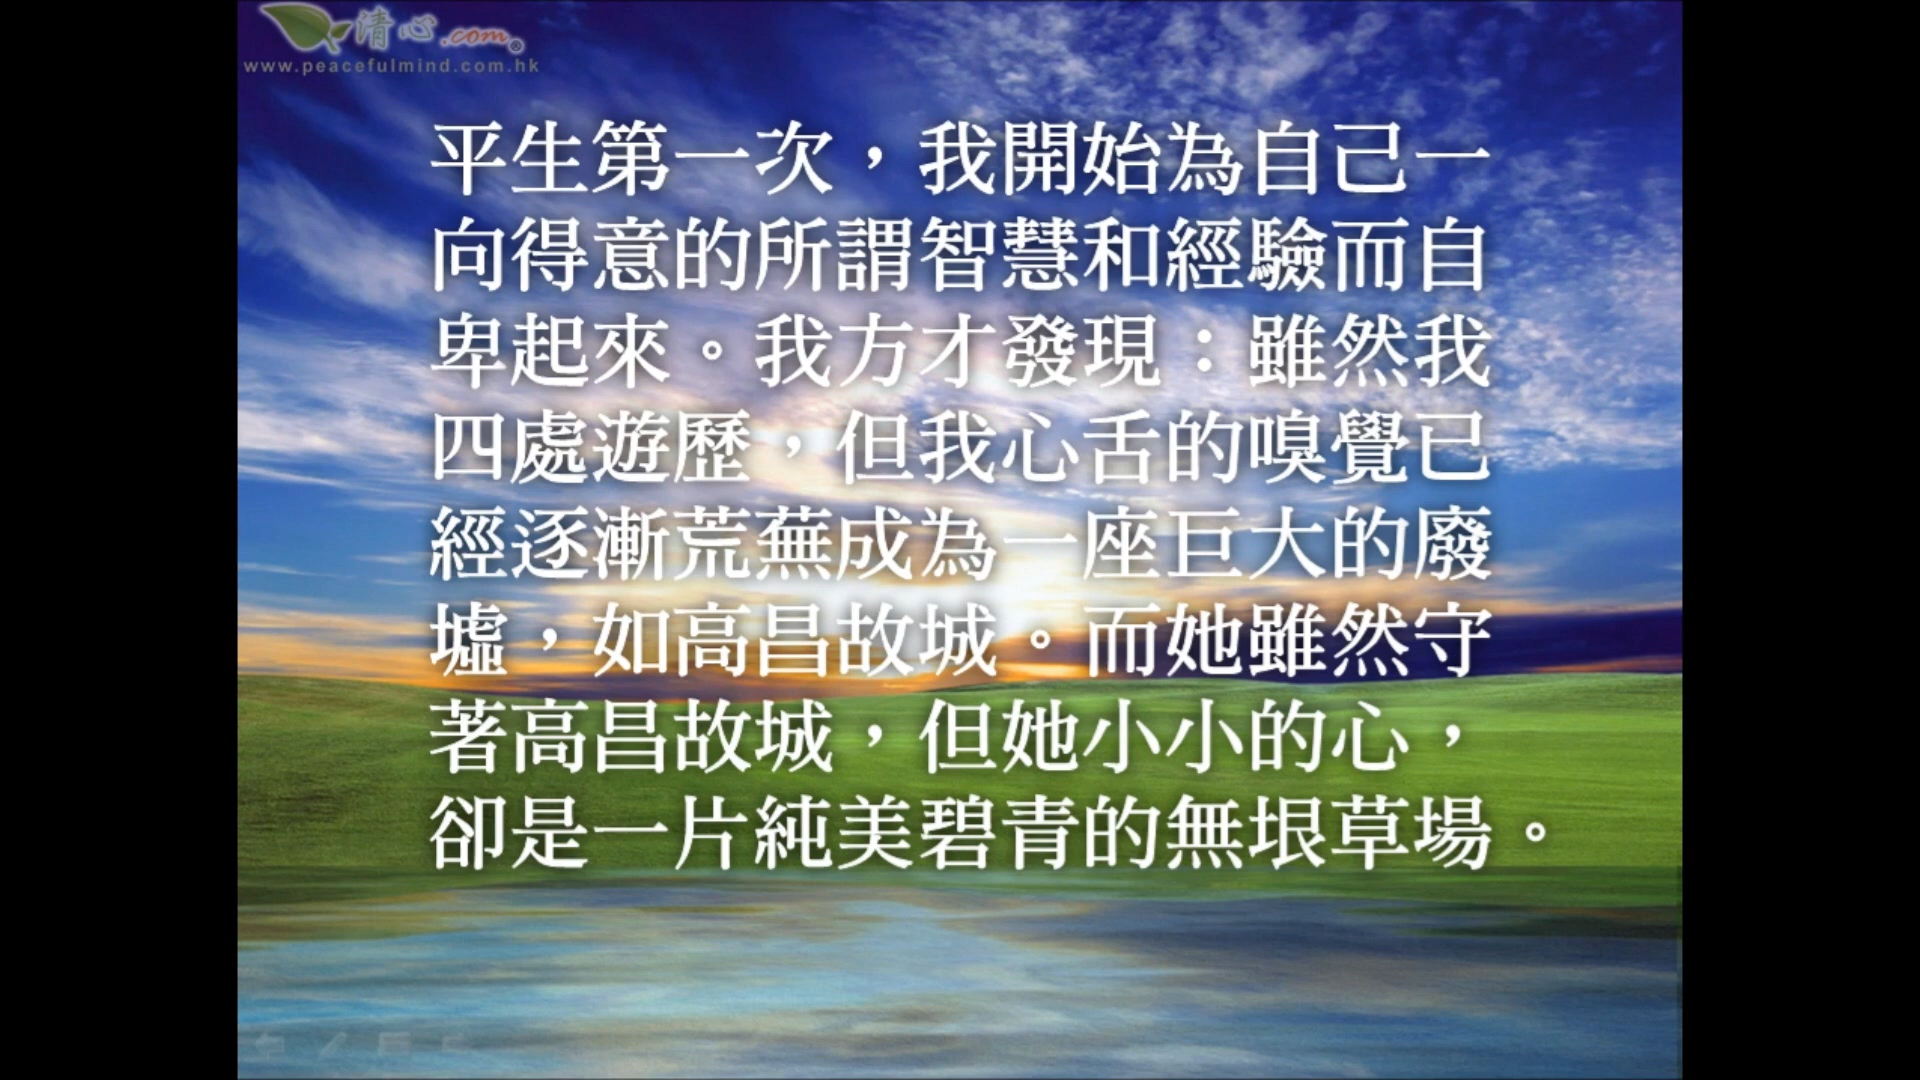 清心.com®
www.peacefulmind.com.hk
平生第一次，我開始為自己一
向得意的所謂智慧和經驗而自
卑起來。我方才發現：雖然我
四處遊歷，但我心舌的嗅覺已
經逐漸荒蕪成為一座巨大的廢
墟，如高昌故城。而她雖然守
著高昌故城，但她小小的心，
卻是一片純美碧青的無垠草場。